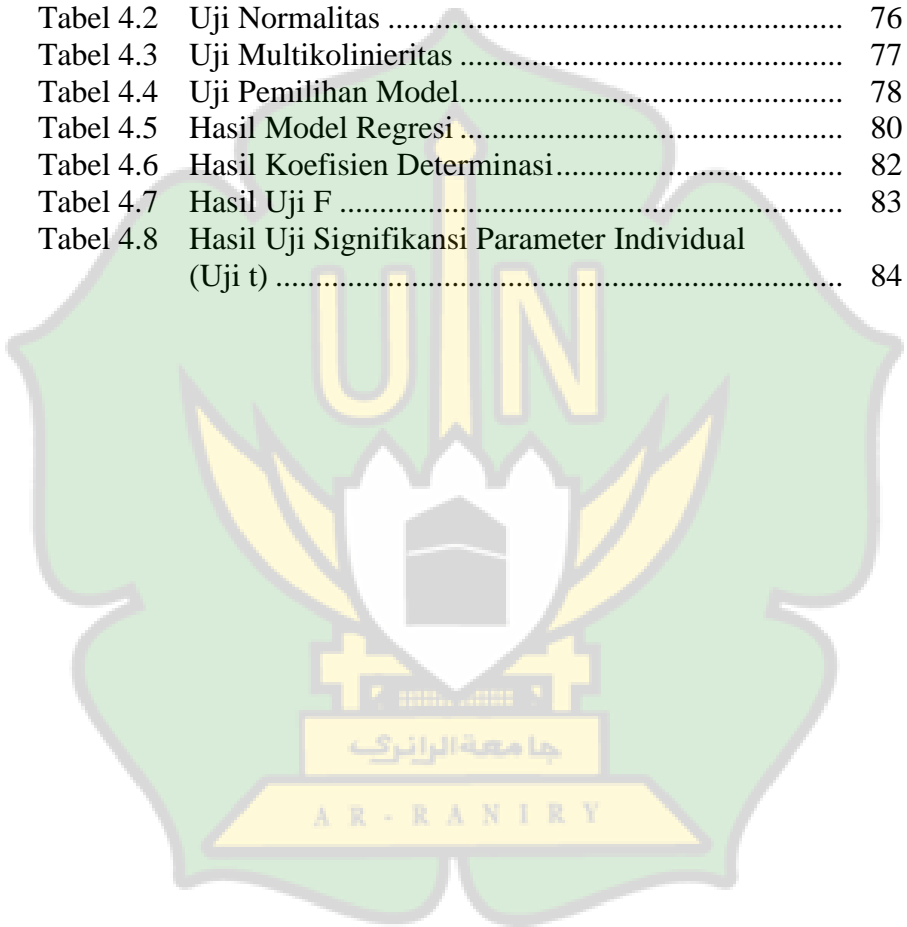 Tabel 4.2 Uji Normalitas ............................................... 76
Tabel 4.3 Uji Multikolinieritas ........................................ 77
Tabel 4.4 Uji Pemilihan Model........................................ 78
Tabel 4.5 Hasil Model Regresi ........................................ 80
Tabel 4.6 Hasil Koefisien Determinasi.............................. 82
Tabel 4.7 Hasil Uji F .................................................... 83
Tabel 4.8 Hasil Uji Signifikansi Parameter Individual
(Uji t) ........................................................... 84
UIN
جامعةالرانري
AR-RANIRY